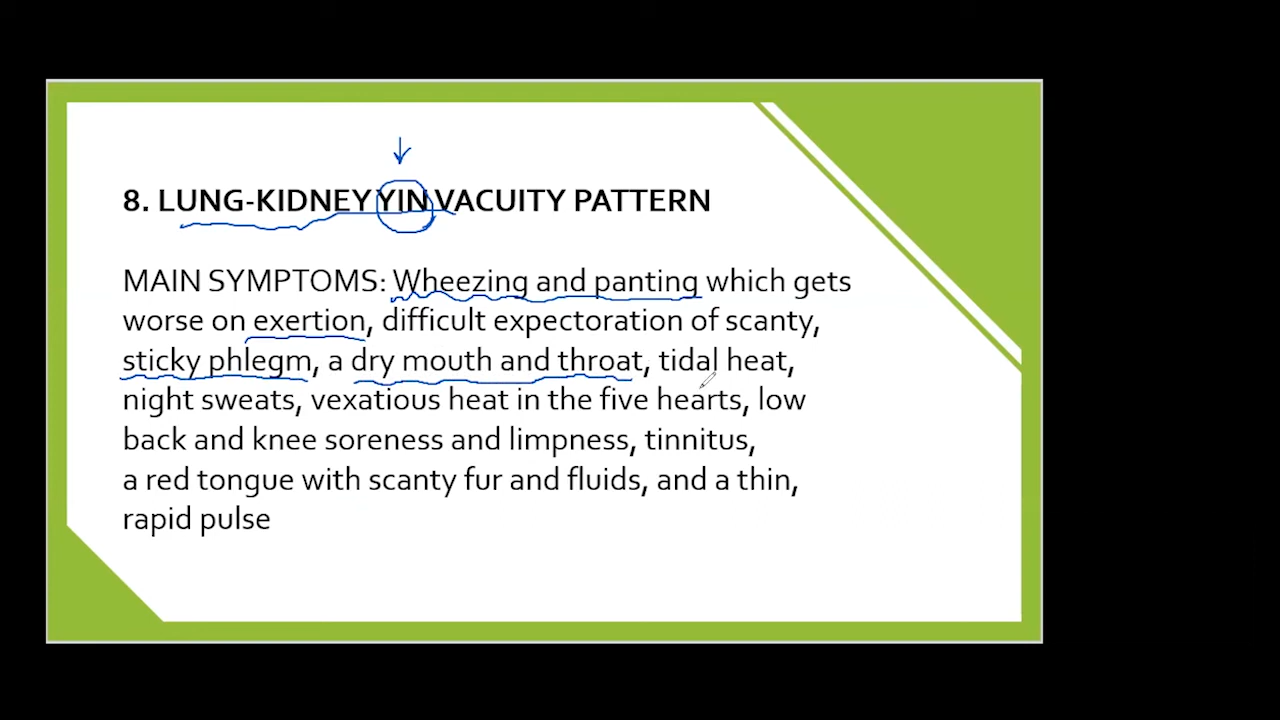 8. LUNG-KIDNEY YIN VACUITY PATTERN
MAIN SYMPTOMS: Wheezing and panting which gets
worse on exertion, difficult expectoration of scanty,
sticky phlegm, a dry mouth and throat, tidal heat,
night sweats, vexatious heat in the five hearts, low
back and knee soreness and limpness, tinnitus,
a red tongue with scanty fur and fluids, and a thin,
rapid pulse